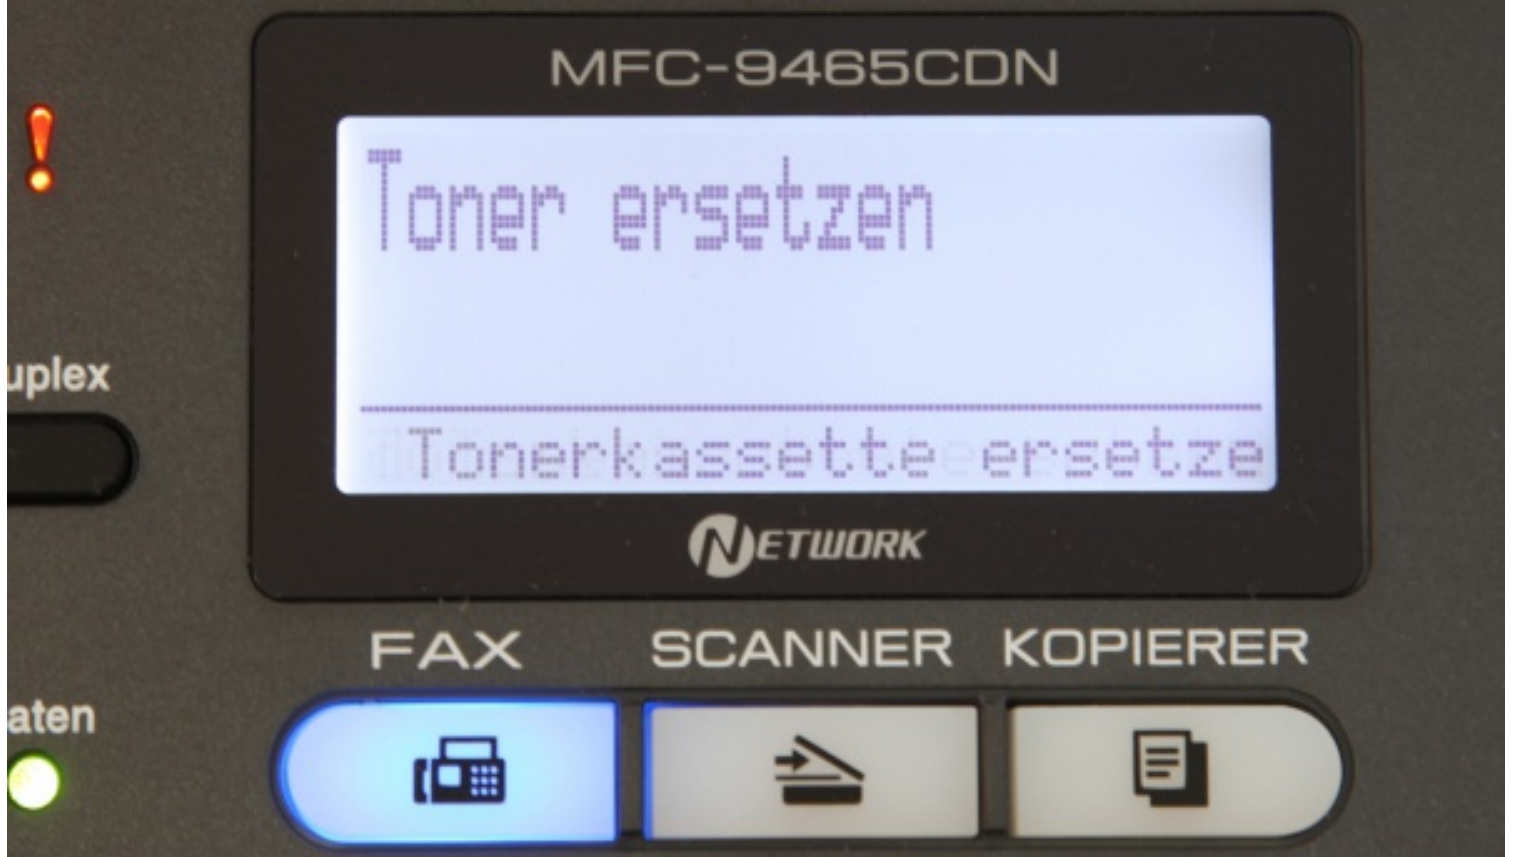 MFC-9465CDN
!
Toner ersetzen
uplex
Tonerkassette ersetze
NETWORK
FAX SCANNER KOPIERER
aten